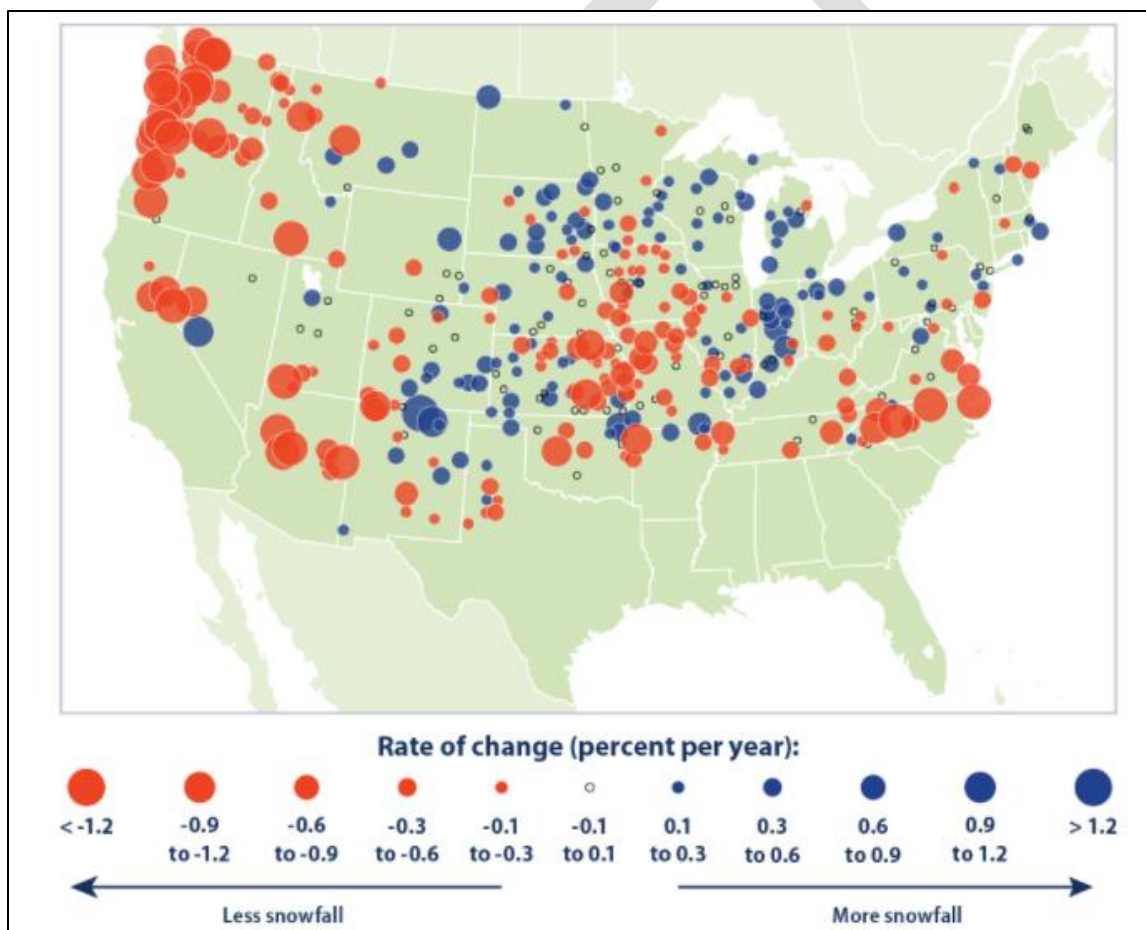 Rate of change (percent per year):
< -1.2 -0.9 -0.6 -0.3 -0.1 -0.1 0.1 0.3 0.6 0.9 > 1.2
to -1.2 to -0.9 to -0.6 to -0.3 to 0.1 to 0.3 to 0.6 to 0.9 to 1.2
Less snowfall More snowfall